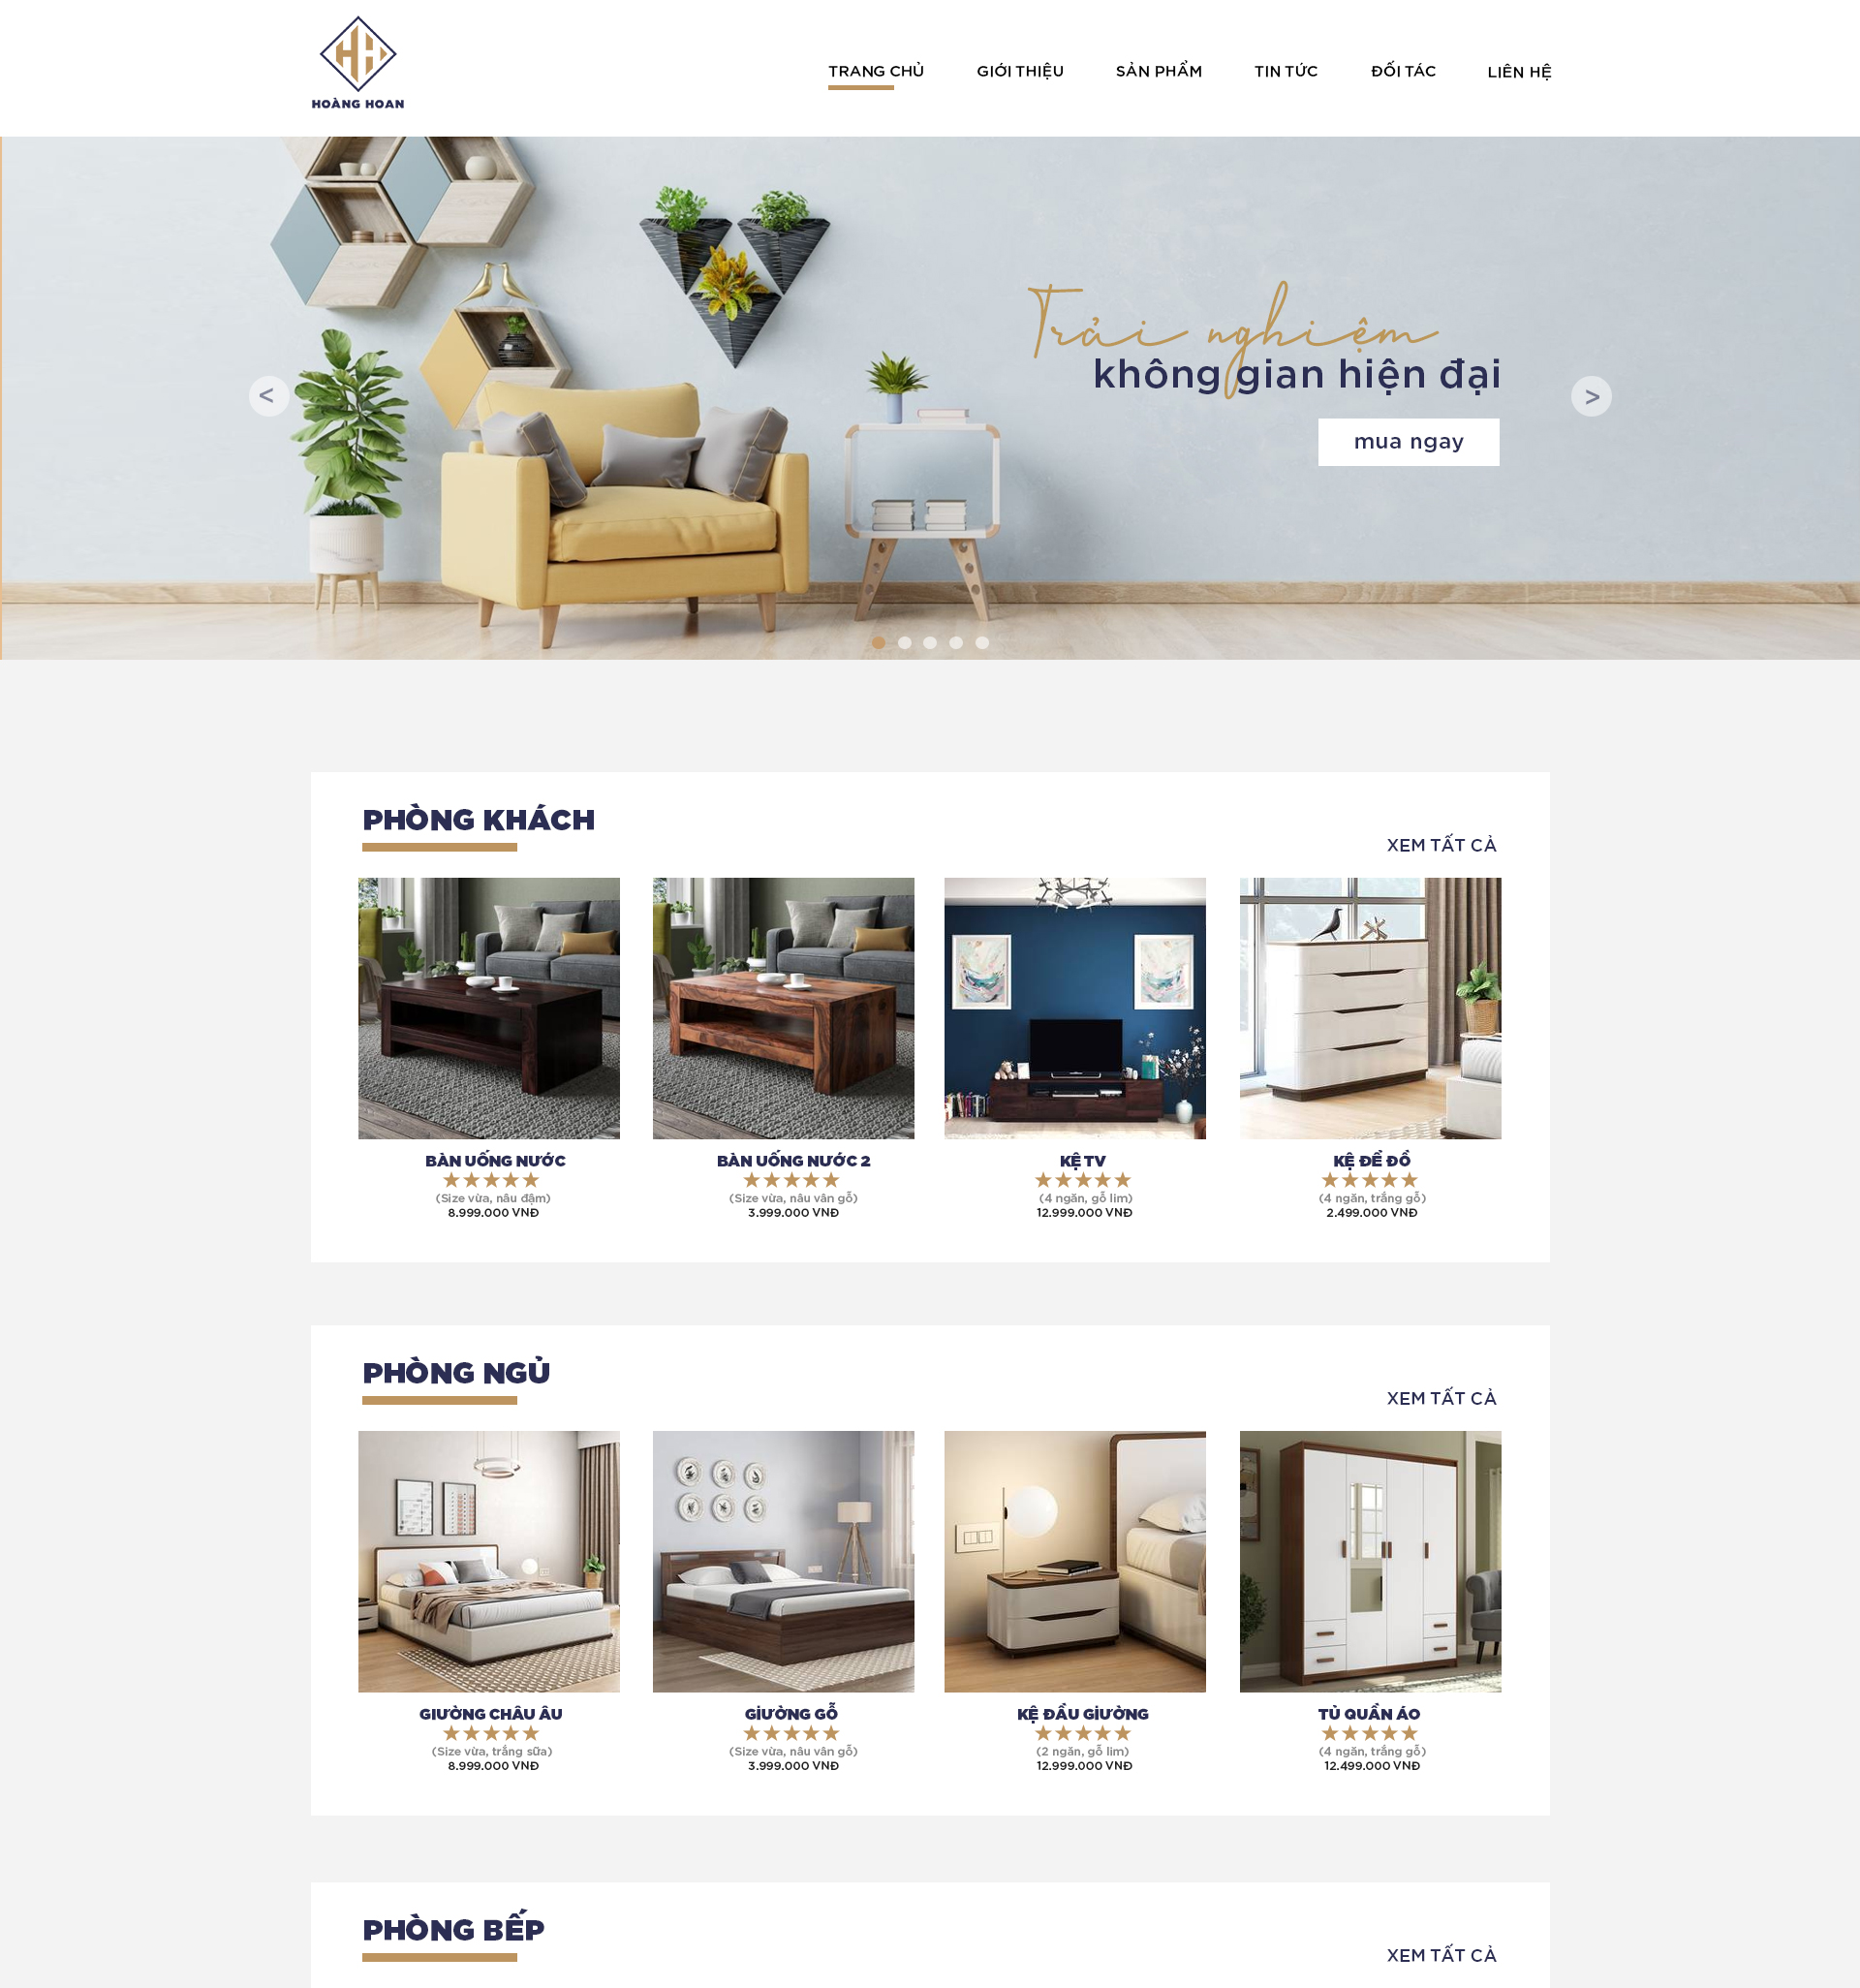 HOÀNG HOAN
TRANG CHỦ GIỚI THIỆU SẢN PHẨM TIN TỨC ĐỐI TÁC LIÊN HỆ
Trải nghiệm
không gian hiện đại
< >
mua ngay
PHÒNG KHÁCH
XEM TẤT CẢ
BÀN UỐNG NƯỚC
(Size vừa, nâu đậm)
8.999.000 VNĐ
BÀN UỐNG NƯỚC 2
(Size vừa, nâu vân gỗ)
3.999.000 VNĐ
KỆ TV
(4 ngăn, gỗ lim)
12.999.000 VNĐ
KỆ ĐỂ ĐỒ
(4 ngăn, trắng gỗ)
2.499.000 VNĐ
PHÒNG NGỦ
XEM TẤT CẢ
GIƯỜNG CHÂU ÂU
(Size vừa, trắng sữa)
8.999.000 VNĐ
GIƯỜNG GỖ
(Size vừa, nâu vân gỗ)
3.999.000 VNĐ
KỆ ĐẦU GIƯỜNG
(2 ngăn, gỗ lim)
12.999.000 VNĐ
TỦ QUẦN ÁO
(4 ngăn, trắng gỗ)
12.499.000 VNĐ
PHÒNG BẾP
XEM TẤT CẢ